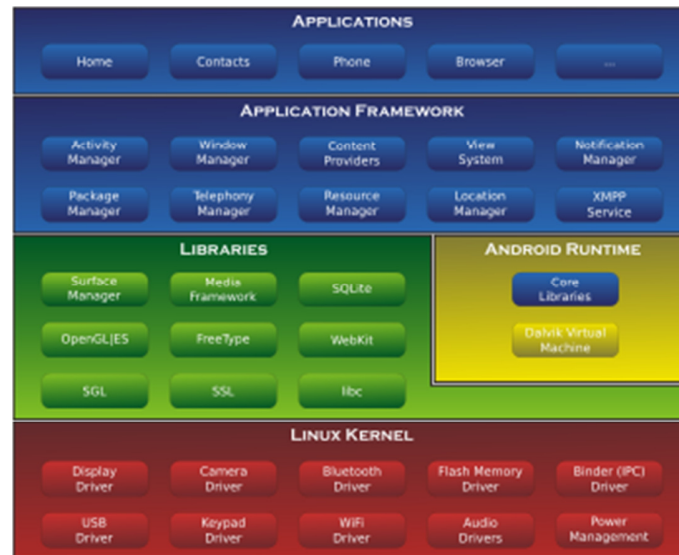 APPLICATIONS
Home
Contacts
Phone
Browser
...
APPLICATION FRAMEWORK
Activity
Manager
Window
Manager
Content
Providers
View
System
Notification
Manager
Package
Manager
Telephony
Manager
Resource
Manager
Location
Manager
XMPP
Service
LIBRARIES
Surface
Manager
Media
Framework
SQLite
OpenGL|ES
FreeType
WebKit
SGL
SSL
libc
ANDROID RUNTIME
Core
Libraries
Dalvik Virtual
Machine
LINUX KERNEL
Display
Driver
Camera
Driver
Bluetooth
Driver
Flash Memory
Driver
Binder (IPC)
Driver
USB
Driver
Keypad
Driver
WiFi
Driver
Audio
Drivers
Power
Management